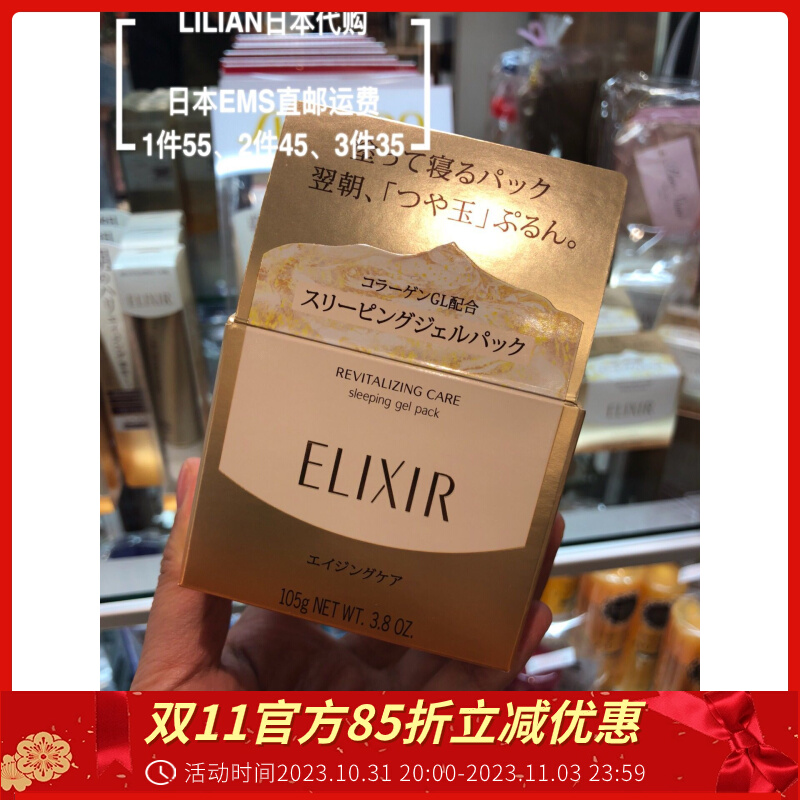 LILIAN日本代购
日本EMS直邮运费
1件55、2件45、3件35
塗って寝るパック
翌朝、「つや玉」ぷるん。
コラーゲンGL配合
スリーピングジェルパック
REVITALIZING CARE
sleeping gel pack
ELIXIR
エイジングケア
105g NET WT. 3.8 OZ.
ELIXIR
ELIXIR
双11官方85折立减优惠
活动时间2023.10.31 20:00-2023.11.03 23:59